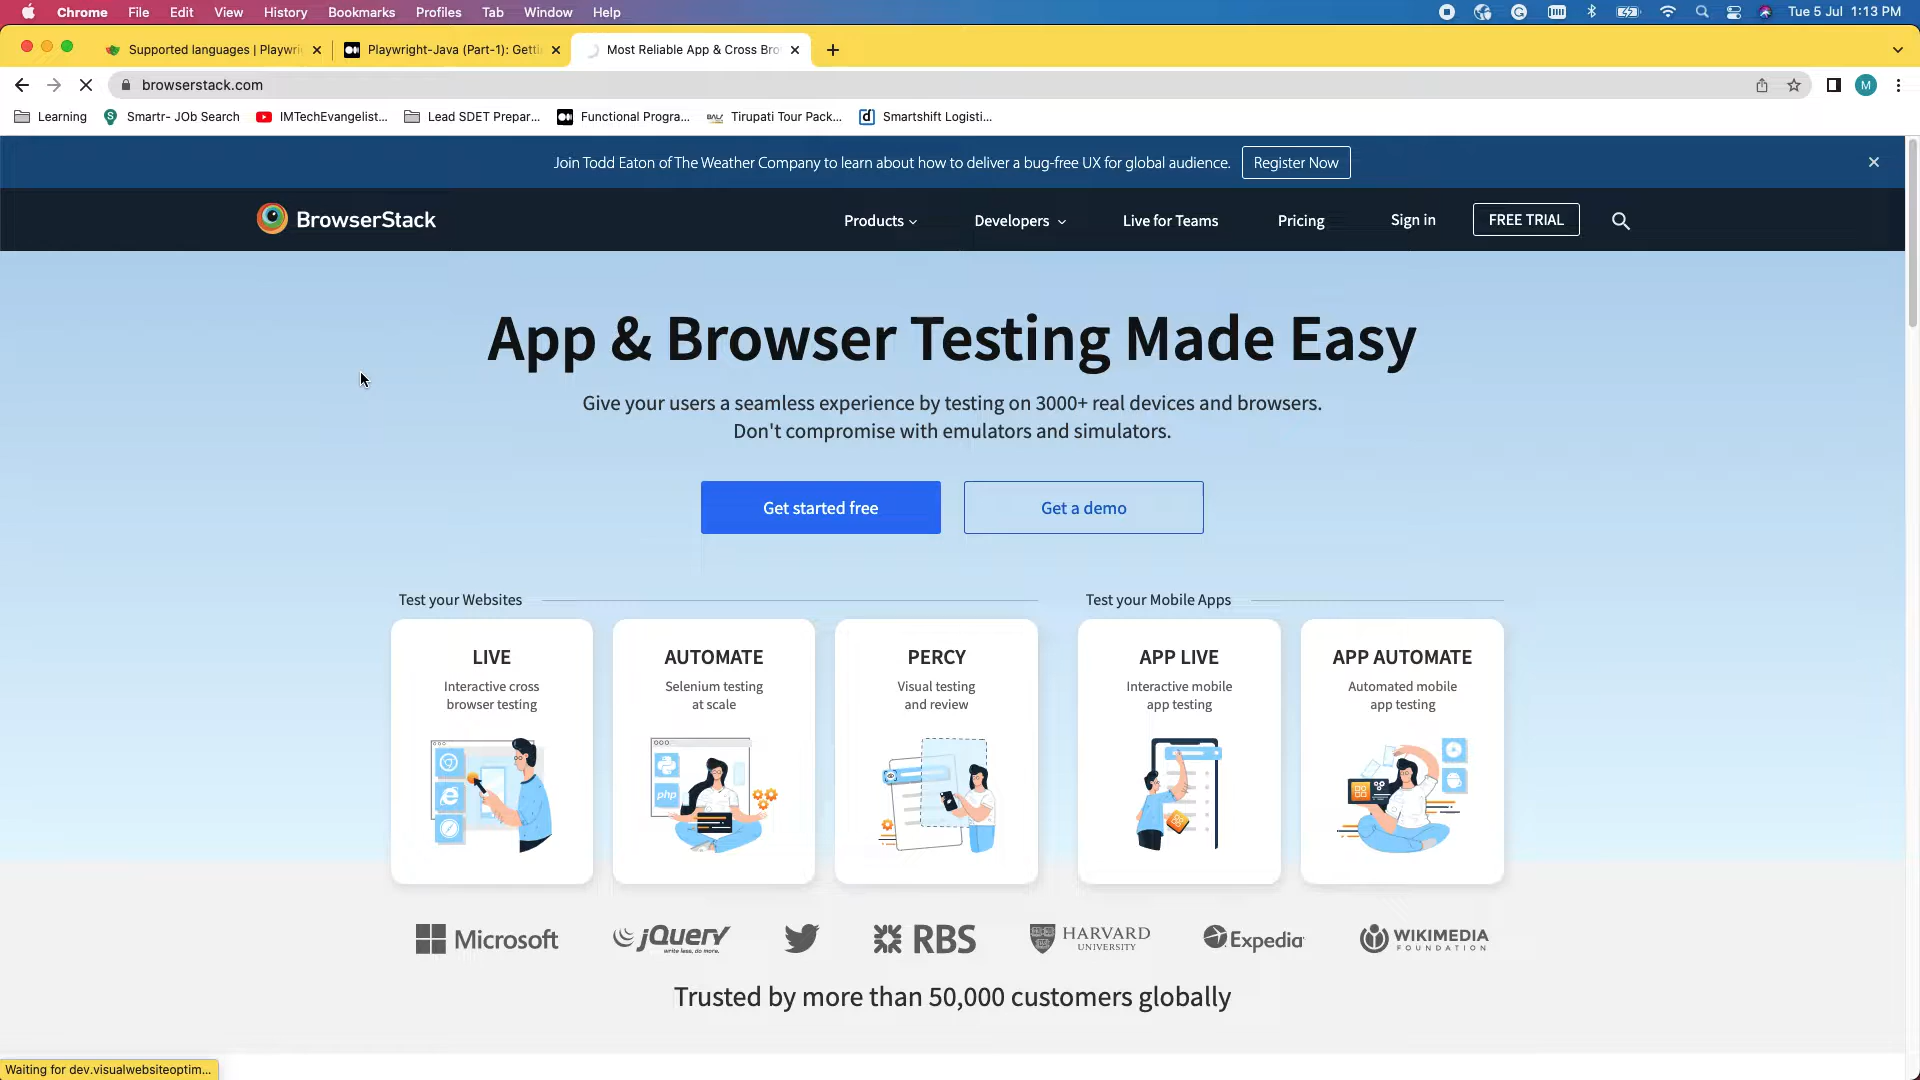 Chrome File Edit View History Bookmarks Profiles Tab Window Help Tue 5 Jul 1:13 PM
Supported languages | Playwri Playwright-Java (Part-1): Getti Most Reliable App & Cross Bro
browserstack.com M
Learning Smartr- JOb Search IMTechEvangelist... Lead SDET Prepar... Functional Progra... Tirupati Tour Pack... Smartshift Logisti...
Join Todd Eaton of The Weather Company to learn about how to deliver a bug-free UX for global audience. Register Now
BrowserStack Products Developers Live for Teams Pricing Sign in FREE TRIAL
App & Browser Testing Made Easy
Give your users a seamless experience by testing on 3000+ real devices and browsers.
Don't compromise with emulators and simulators.
Get started free Get a demo
Test your Websites Test your Mobile Apps
LIVE AUTOMATE PERCY APP LIVE APP AUTOMATE
Interactive cross Selenium testing Visual testing Interactive mobile Automated mobile
browser testing at scale and review app testing app testing
php
Microsoft jQuery write less, do more. RBS HARVARD UNIVERSITY Expedia WIKIMEDIA FOUNDATION
Trusted by more than 50,000 customers globally
Waiting for dev.visualwebsiteoptim...